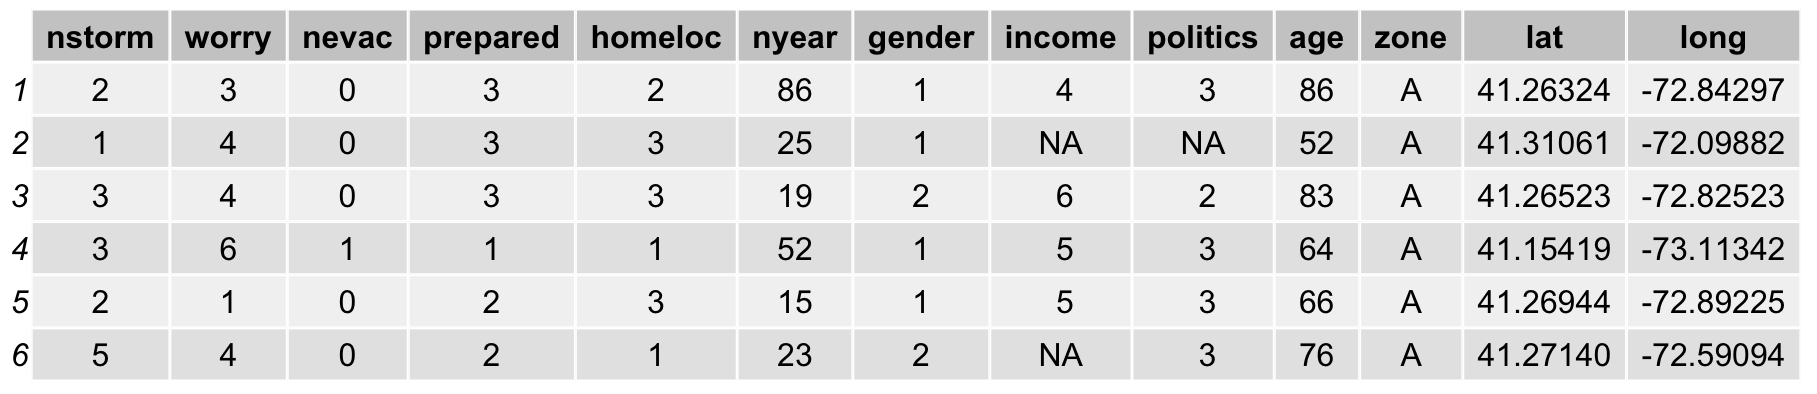 nstorm worry nevac prepared homeloc nyear gender income politics age zone lat long
1 2 3 0 3 2 86 1 4 3 86 A 41.26324 -72.84297
2 1 4 0 3 3 25 1 NA NA 52 A 41.31061 -72.09882
3 3 4 0 3 3 19 2 6 2 83 A 41.26523 -72.82523
4 3 6 1 1 1 52 1 5 3 64 A 41.15419 -73.11342
5 2 1 0 2 3 15 1 5 3 66 A 41.26944 -72.89225
6 5 4 0 2 1 23 2 NA 3 76 A 41.27140 -72.59094